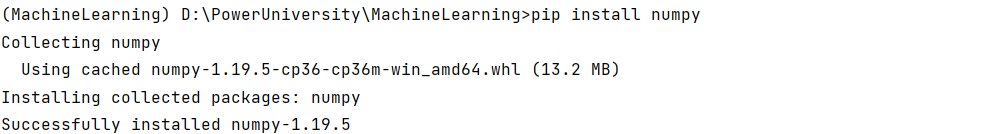 (MachineLearning) D:\PowerUniversity\MachineLearning>pip install numpy
Collecting numpy
  Using cached numpy-1.19.5-cp36-cp36m-win_amd64.whl (13.2 MB)
Installing collected packages: numpy
Successfully installed numpy-1.19.5